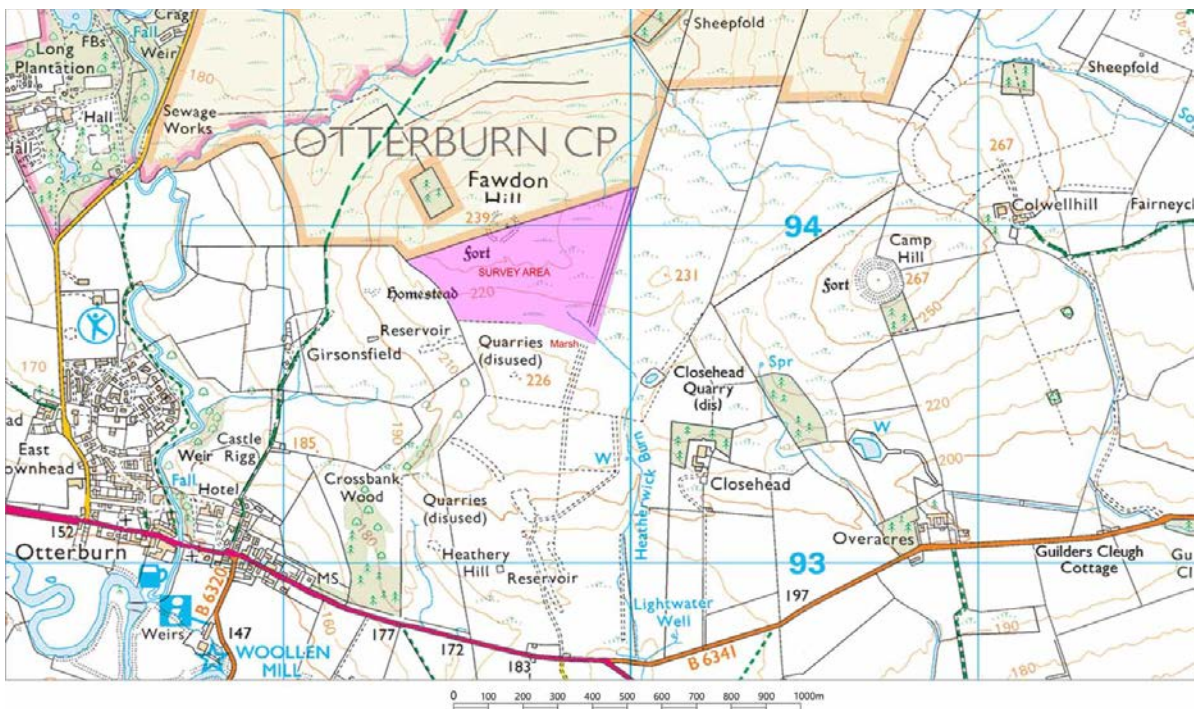 Crag
Long
Plantation
FBs
Fall
Weir
180
Sheepfold
Sheepfold
240
Hall
Sewage
Works
Hall
OTTERBURN CP
Fawdon
Hill
239
Fort
SURVEY AREA
220
Homestead
Reservoir
210
Girsonsfield
Quarries
(disused)
Marsh
226
231
94
Camp
Hill
267
Fort
250
267
Colwellhill
170
185
190
Castle
Weir Rigg
Hotel
Fall
East
Crossbank
Wood
80
Quarries
(disused)
W
Heatherwick Burn
Closehead
Quarry
(dis)
Spr
220
W
200
Closehead
Overacres
152
Otterburn
MS
Heathery
Hill
Reservoir
93
Guilders Cleugh
Cottage
Lightwater
Well
197
190
180
B 6320
Weirs
147
WOOLLEN
MILL
160
177
172
183
B 6341
0 100 200 300 400 500 600 700 800 900 1000m